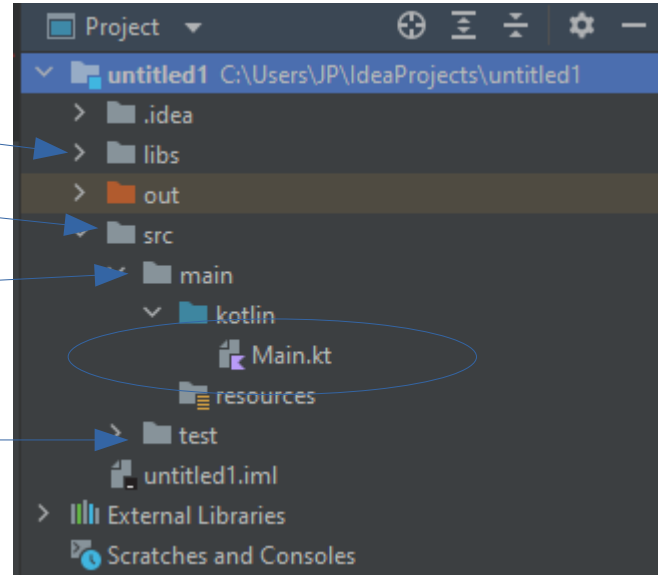 Project
untitled1 C:\Users\JP\IdeaProjects\untitled1
.idea
libs
out
src
main
kotlin
Main.kt
resources
test
untitled1.iml
External Libraries
Scratches and Consoles